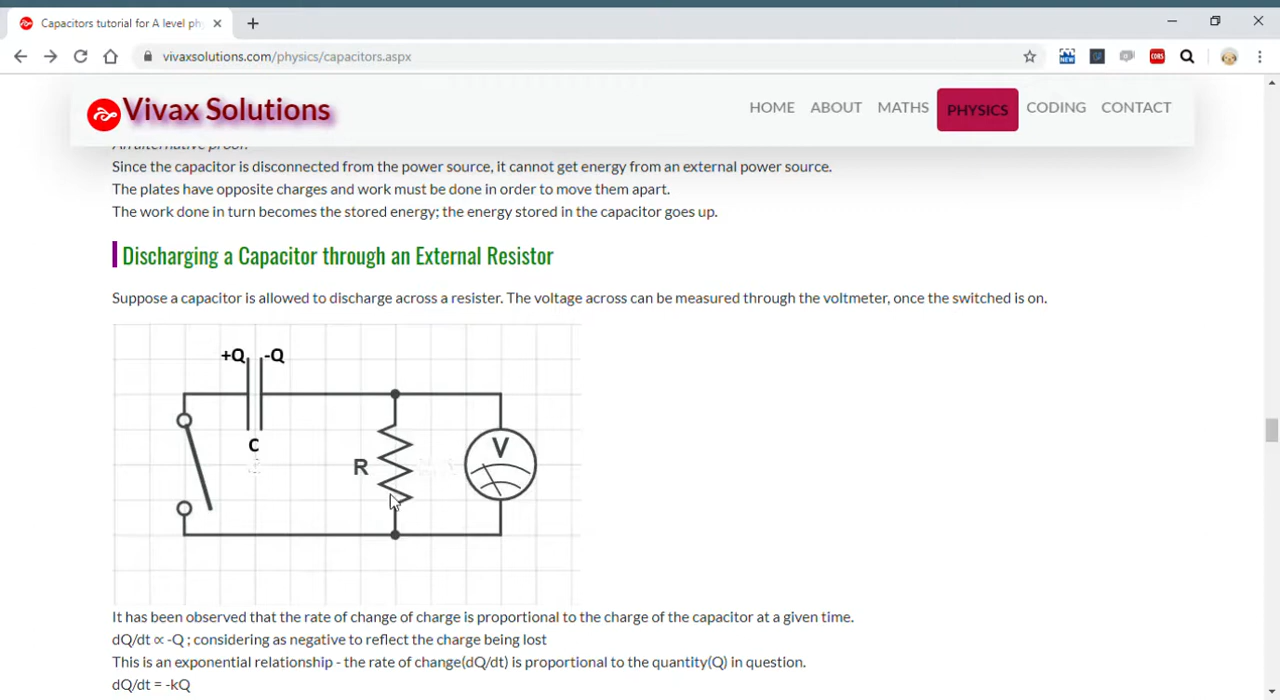 Capacitors tutorial for A level ph
vivaxsolutions.com/physics/capacitors.aspx
NEW
CORS
Vivax Solutions
HOME ABOUT MATHS PHYSICS CODING CONTACT
An alternative proof:
Since the capacitor is disconnected from the power source, it cannot get energy from an external power source.
The plates have opposite charges and work must be done in order to move them apart.
The work done in turn becomes the stored energy; the energy stored in the capacitor goes up.
Discharging a Capacitor through an External Resistor
Suppose a capacitor is allowed to discharge across a resister. The voltage across can be measured through the voltmeter, once the switched is on.
+Q -Q
C
R
V
It has been observed that the rate of change of charge is proportional to the charge of the capacitor at a given time.
dQ/dt ∝ -Q ; considering as negative to reflect the charge being lost
This is an exponential relationship - the rate of change(dQ/dt) is proportional to the quantity(Q) in question.
dQ/dt = -kQ